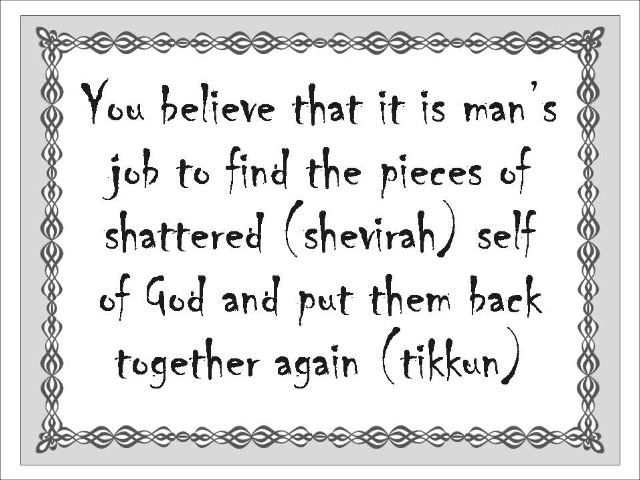 You believe that it is man's
job to find the pieces of
shattered (shevirah) self
of God and put them back
together again (tikkun)